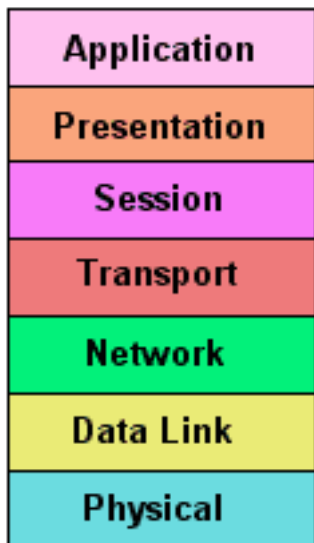 Application
Presentation
Session
Transport
Network
Data Link
Physical